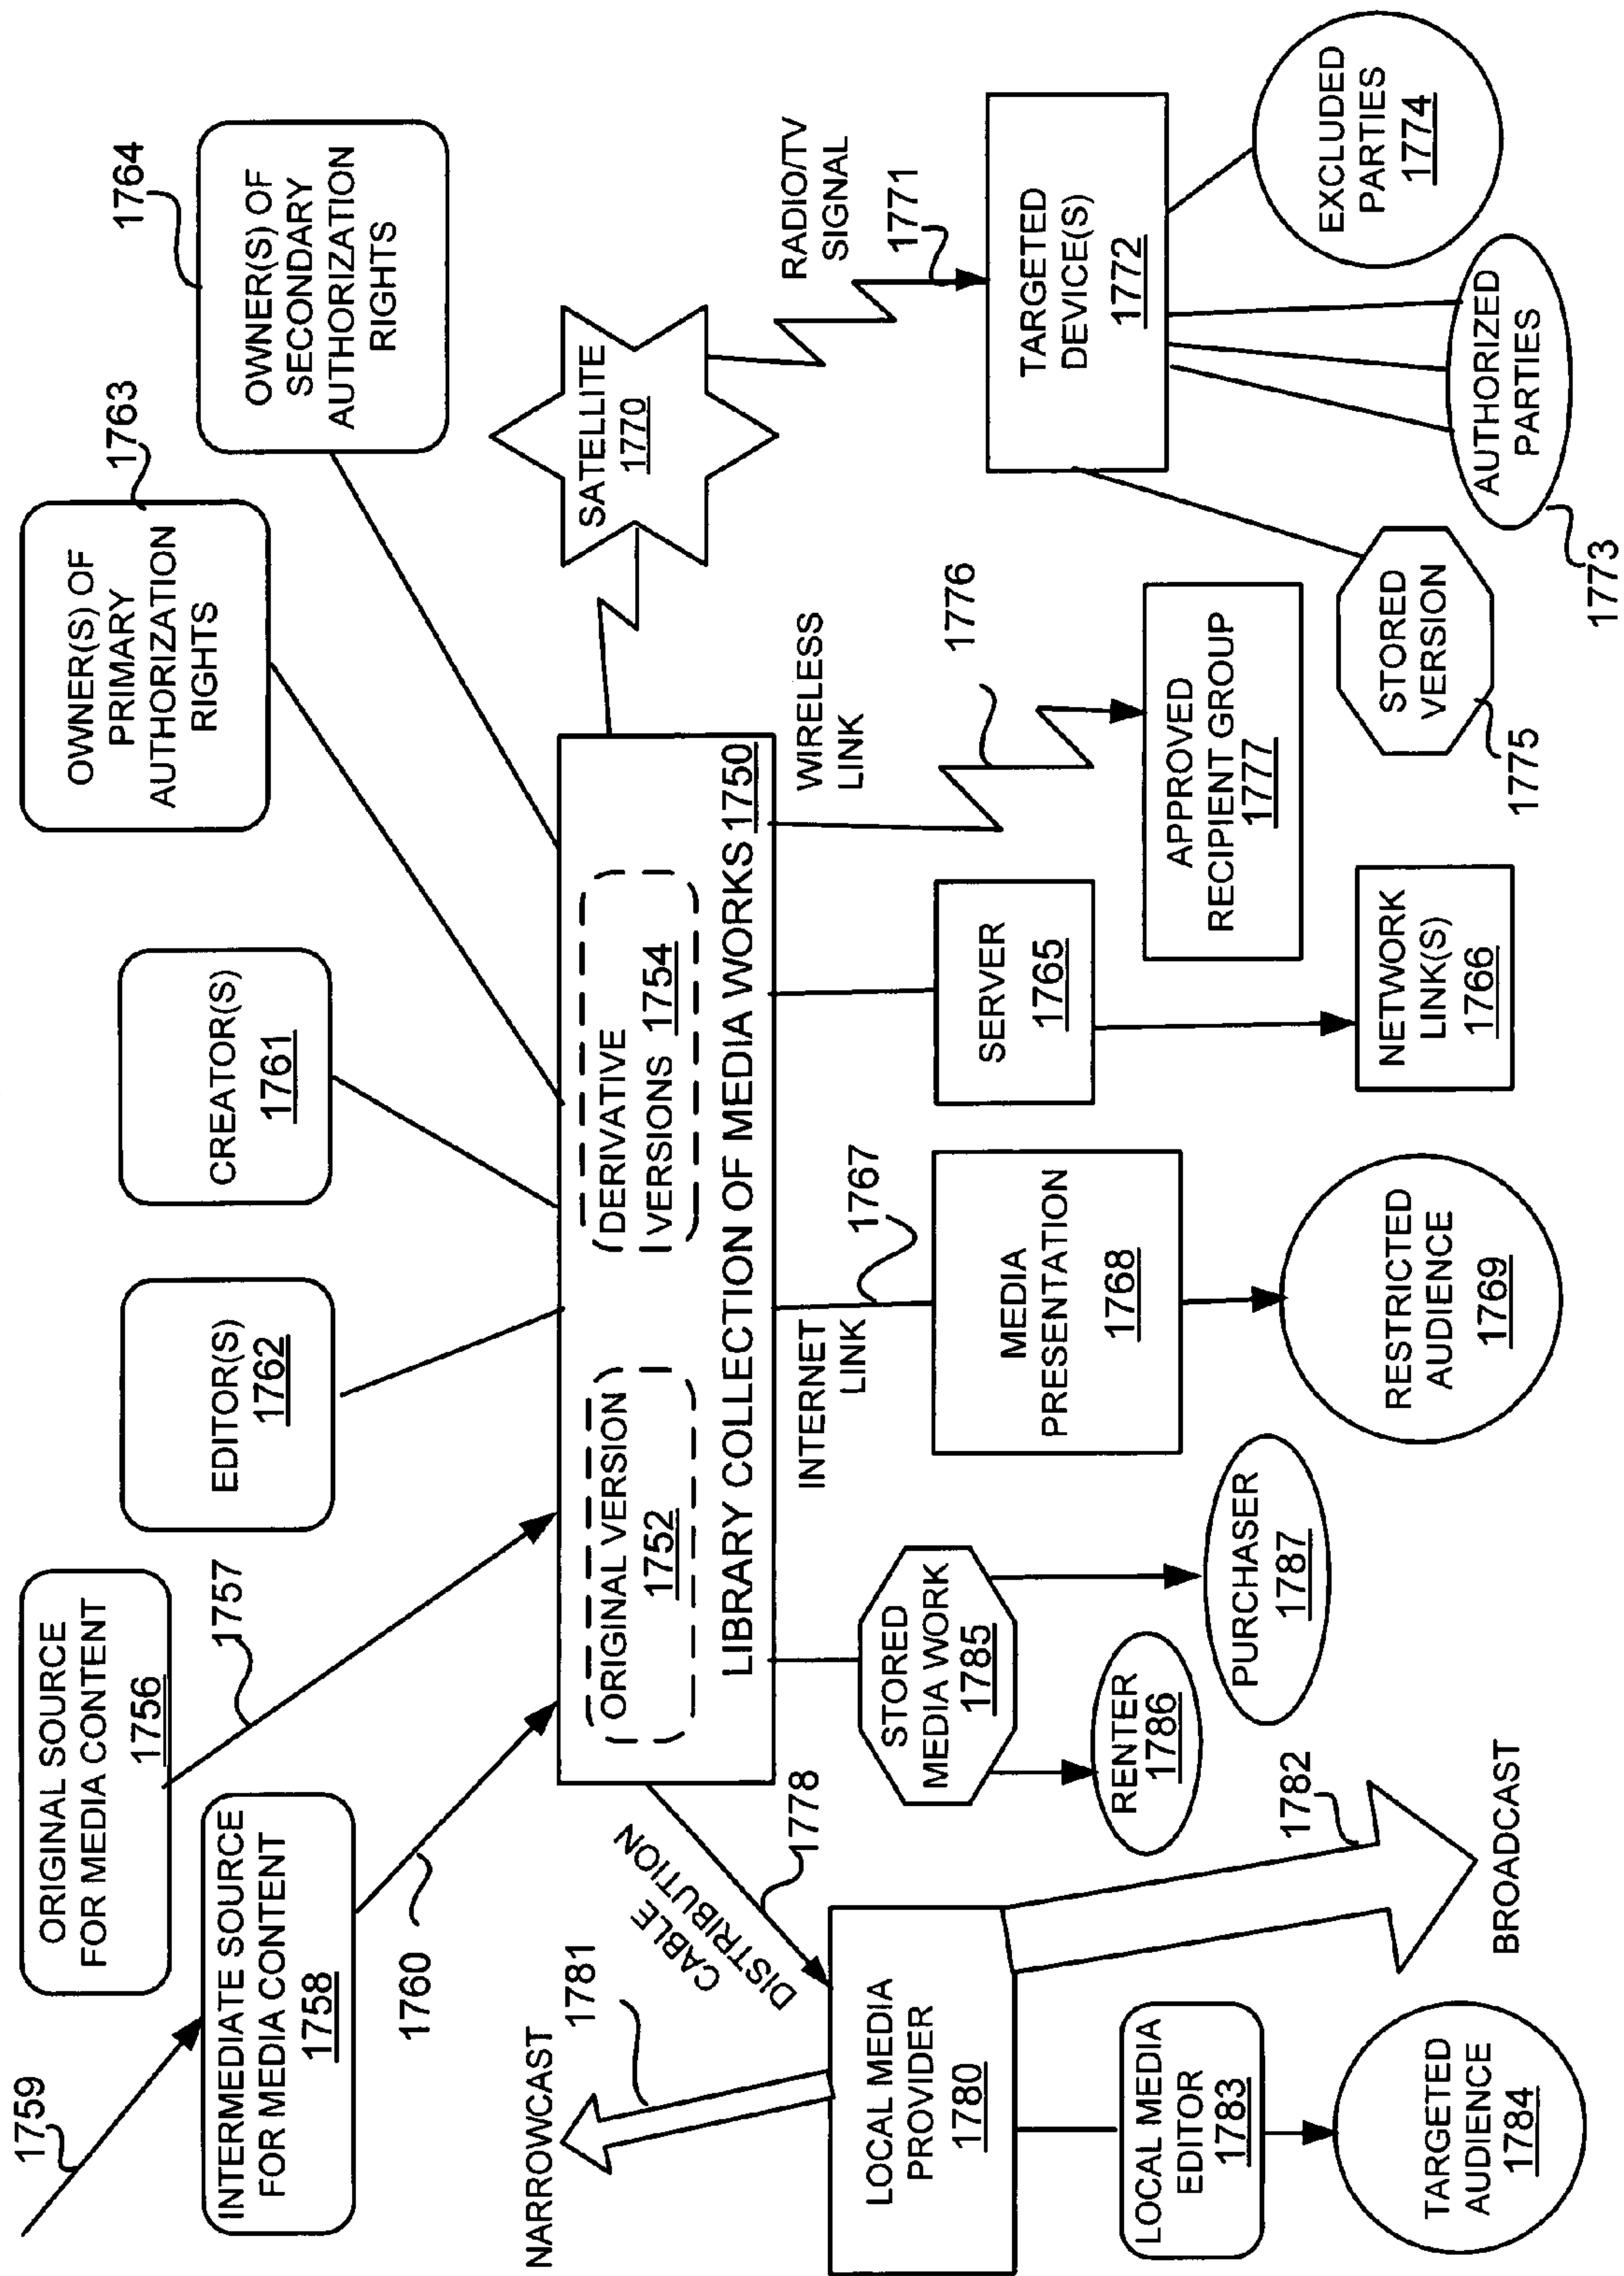 1759
ORIGINAL SOURCE
FOR MEDIA CONTENT
1756
1757
INTERMEDIATE SOURCE
FOR MEDIA CONTENT
1758
1760
EDITOR(S)
1762
CREATOR(S)
1761
OWNER(S) OF
PRIMARY
AUTHORIZATION
RIGHTS
1763
OWNER(S) OF
SECONDARY
AUTHORIZATION
RIGHTS
1764
ORIGINAL VERSION
1752
DERIVATIVE
VERSIONS 1754
LIBRARY COLLECTION OF MEDIA WORKS 1750
SATELLITE
1770
RADIO/TV
SIGNAL
1771
NARROWCAST
1781
CABLE
DISTRIBUTION
1778
INTERNET
LINK
1767
WIRELESS
LINK
1776
LOCAL MEDIA
PROVIDER
1780
STORED
MEDIA WORK
1785
MEDIA
PRESENTATION
1768
SERVER
1765
APPROVED
RECIPIENT GROUP
1777
TARGETED
DEVICE(S)
1772
LOCAL MEDIA
EDITOR
1783
RENTER
1786
PURCHASER
1787
1782
BROADCAST
TARGETED
AUDIENCE
1784
RESTRICTED
AUDIENCE
1769
NETWORK
LINK(S)
1766
STORED
VERSION
1775
AUTHORIZED
PARTIES
1773
EXCLUDED
PARTIES
1774